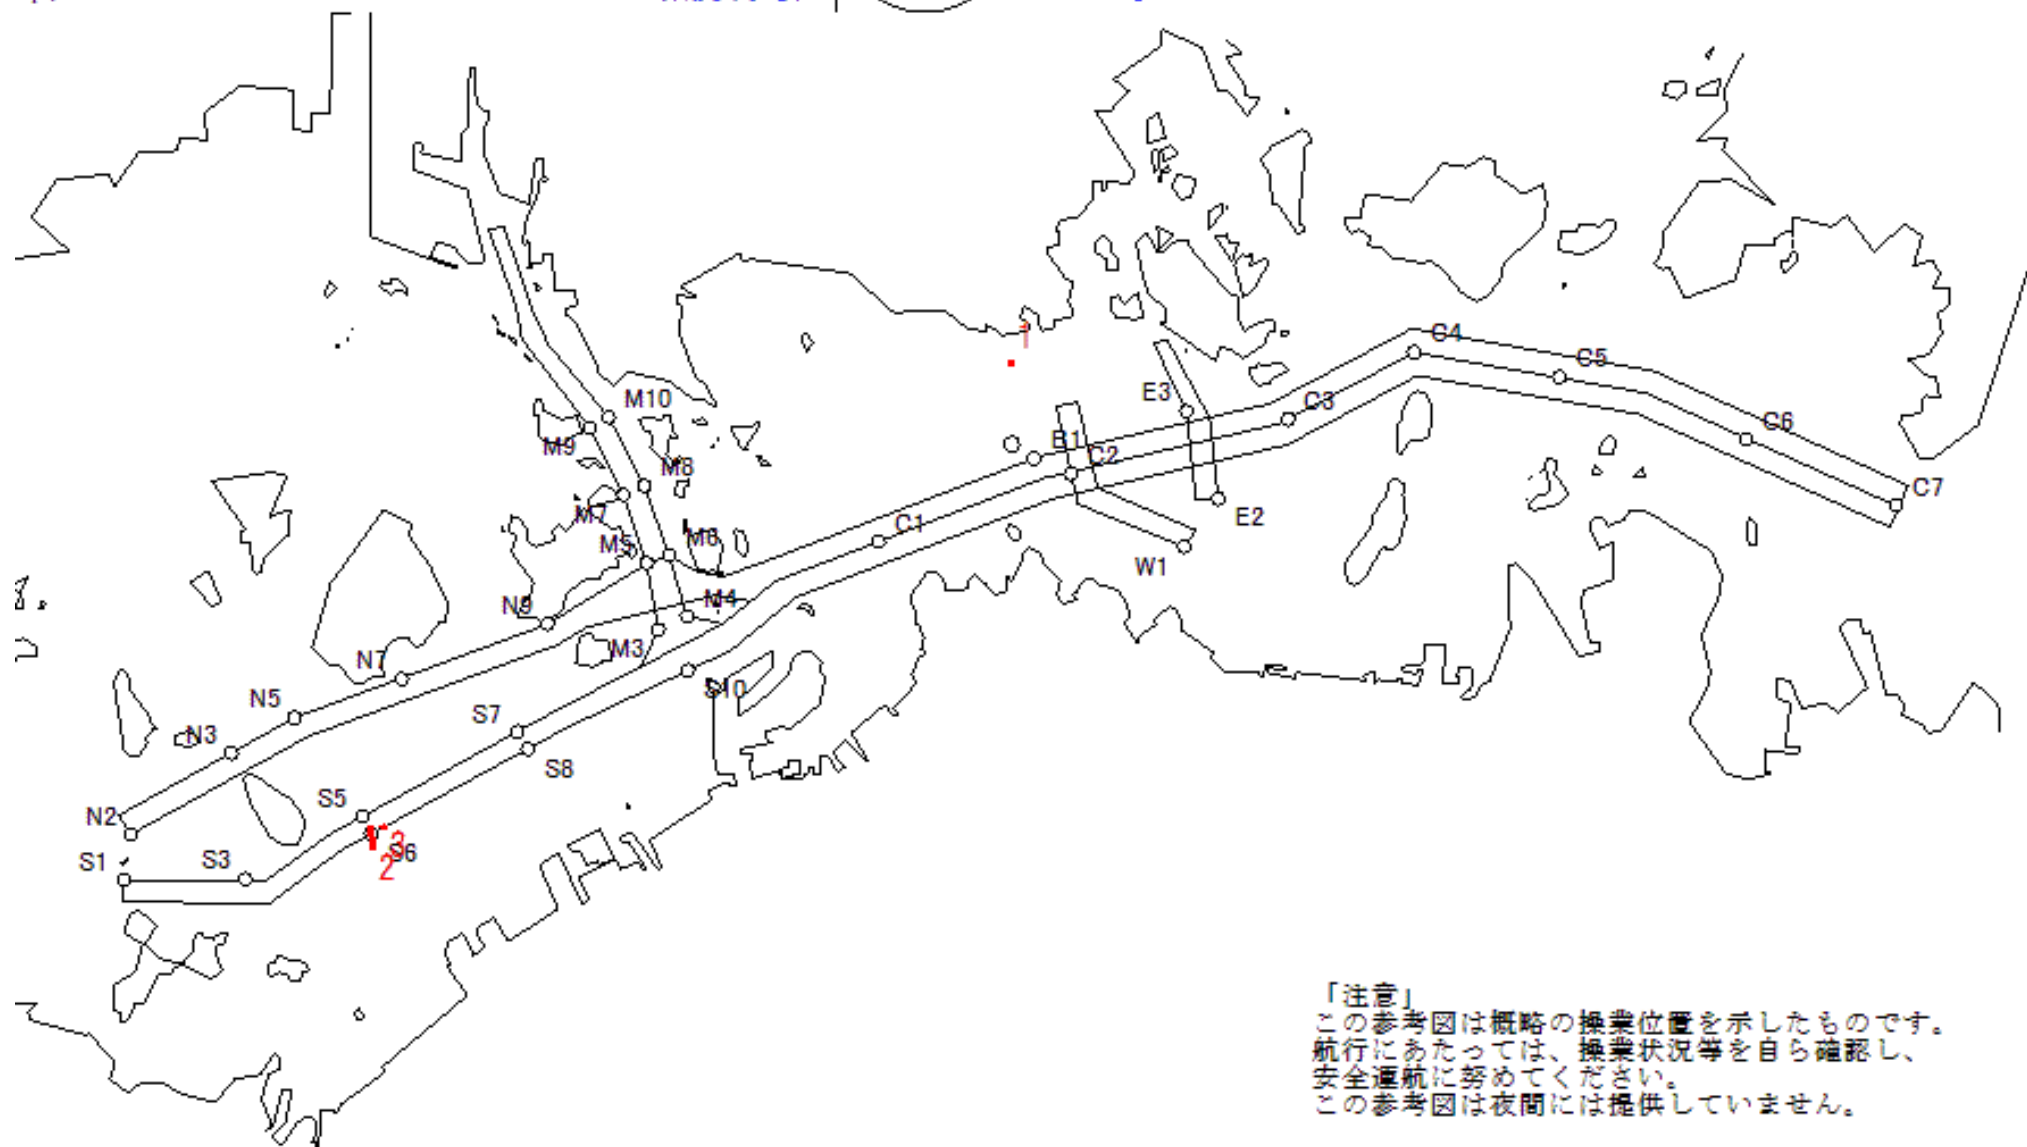 1
C4
C5
M10
E3
C3
C6
M9
B1
M8
C2
C7
M7
E2
C1
M6
M5
W1
N9
M4
M3
N7
S10
N5
S7
N3
S8
S5
N2
3
S6
S1
S3
2
「注意」
この参考図は概略の操業位置を示したものです。
航行にあたっては、操業状況等を自ら確認し、
安全運航に努めてください。
この参考図は夜間には提供していません。